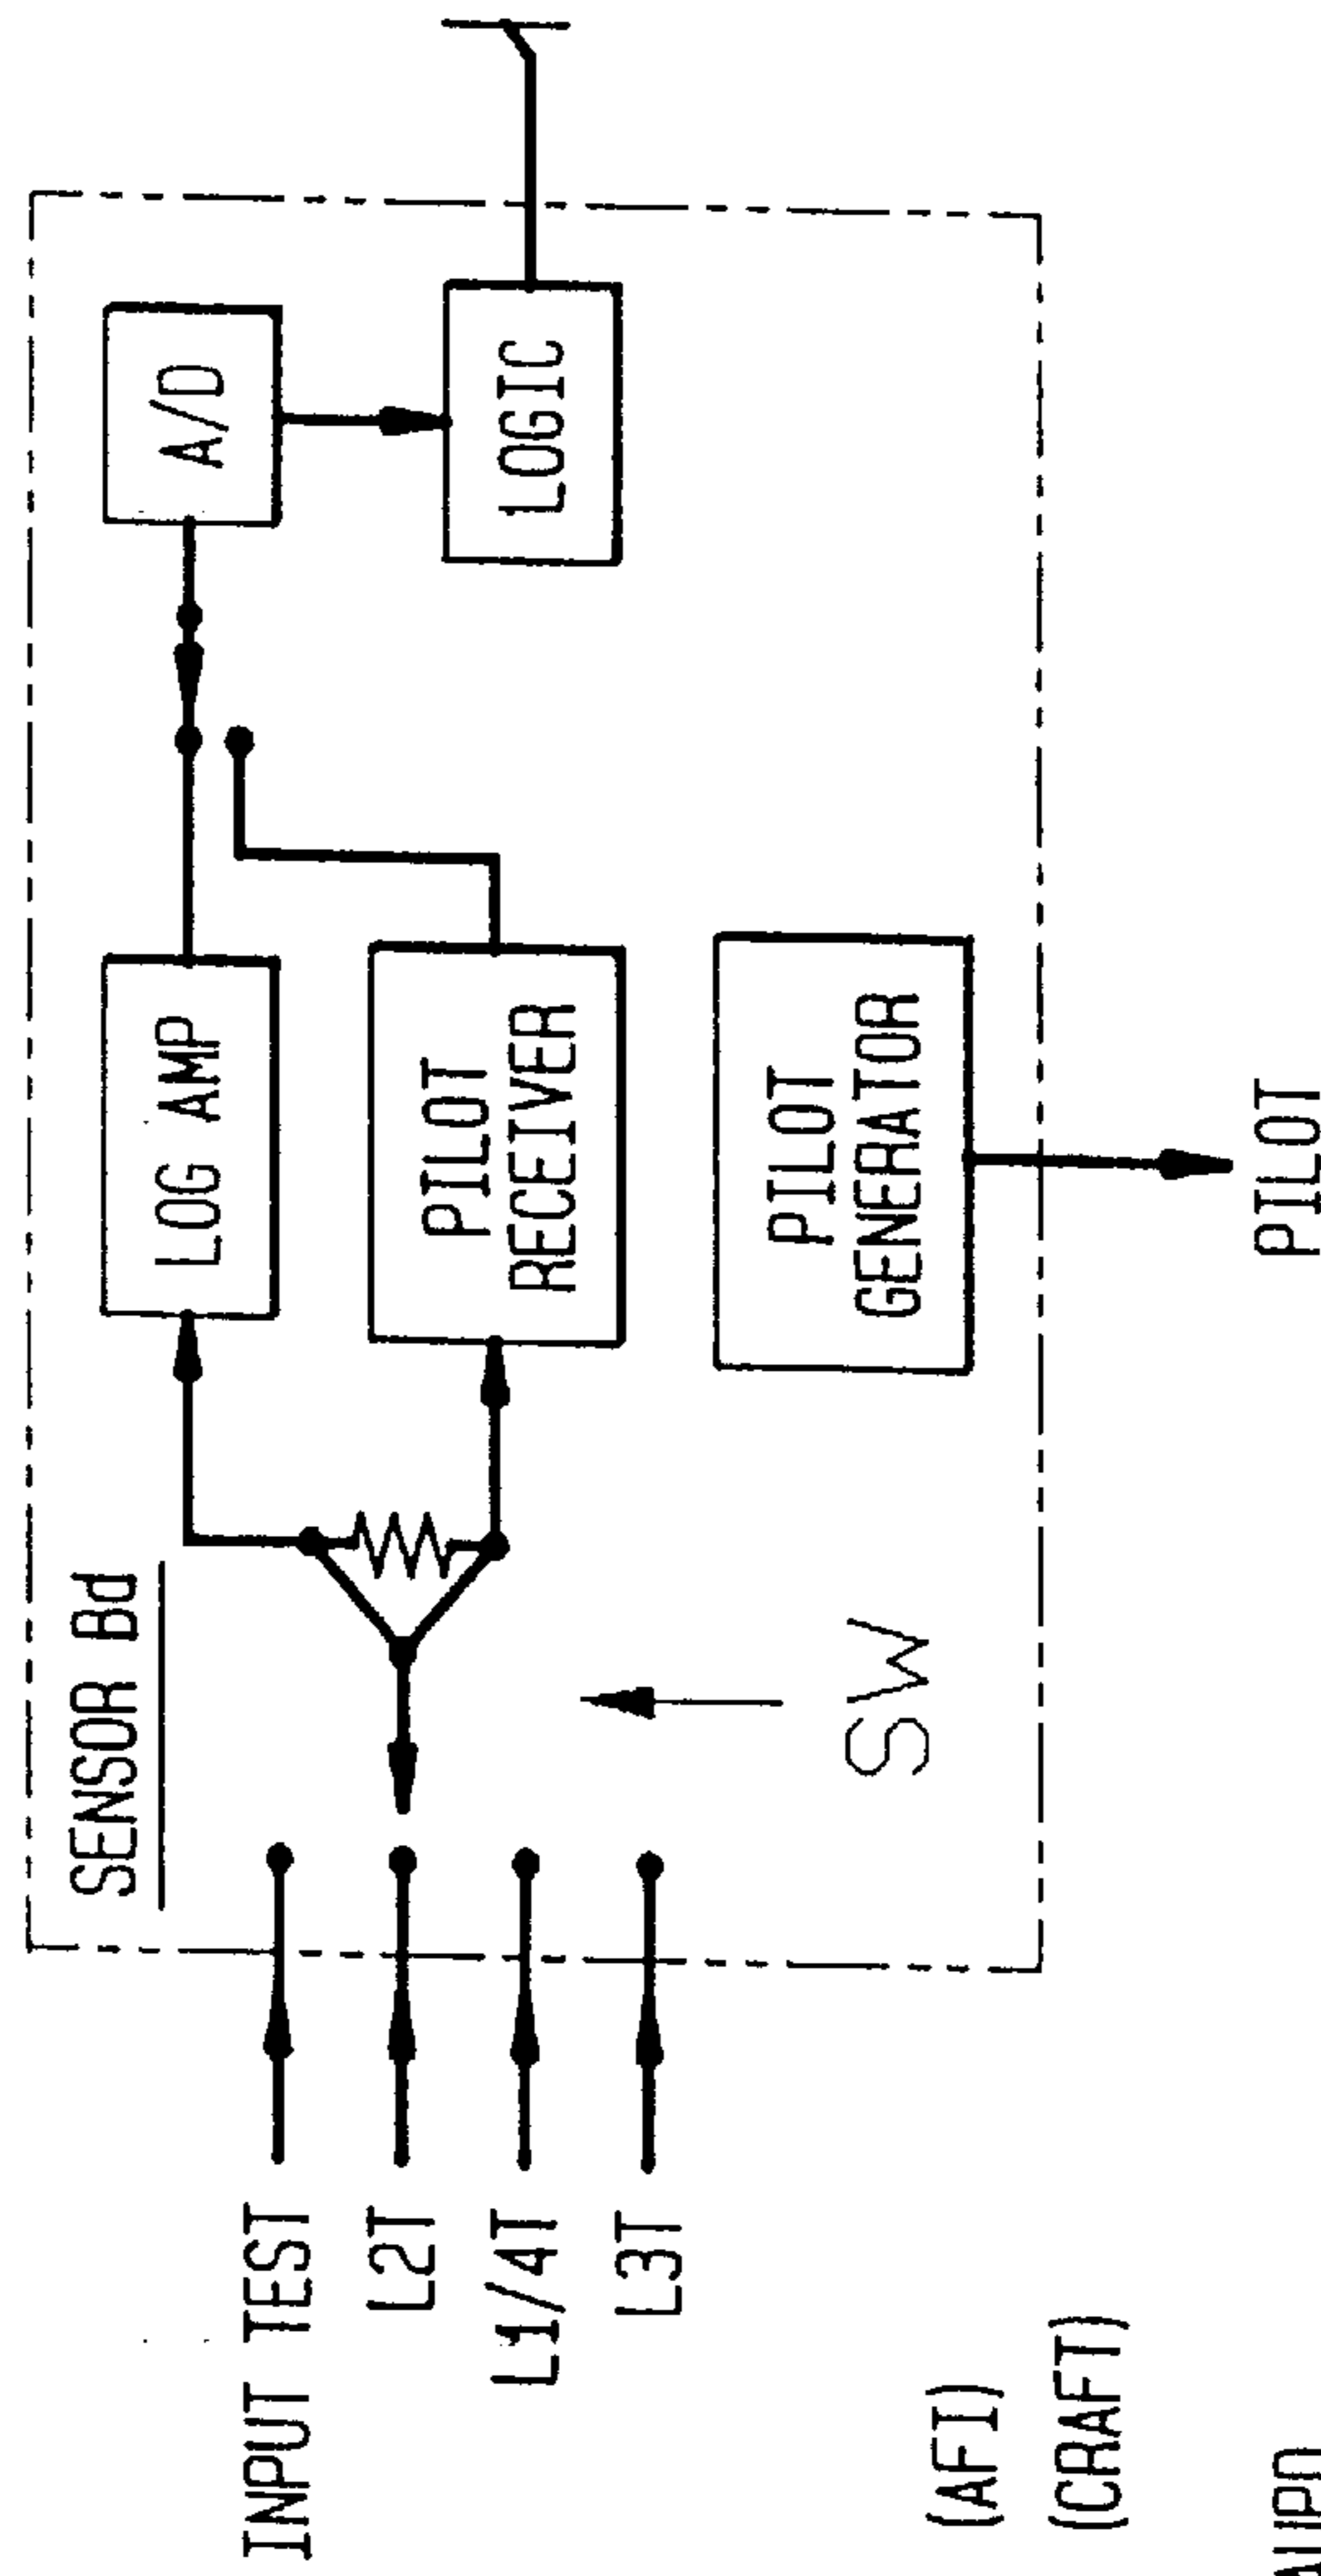 SENSOR Bd
INPUT TEST
L2T
L1/4T
L3T
LOG AMP
A/D
PILOT
RECEIVER
LOGIC
SW
PILOT
GENERATOR
(AFI)
(CRAFT)
PILOT